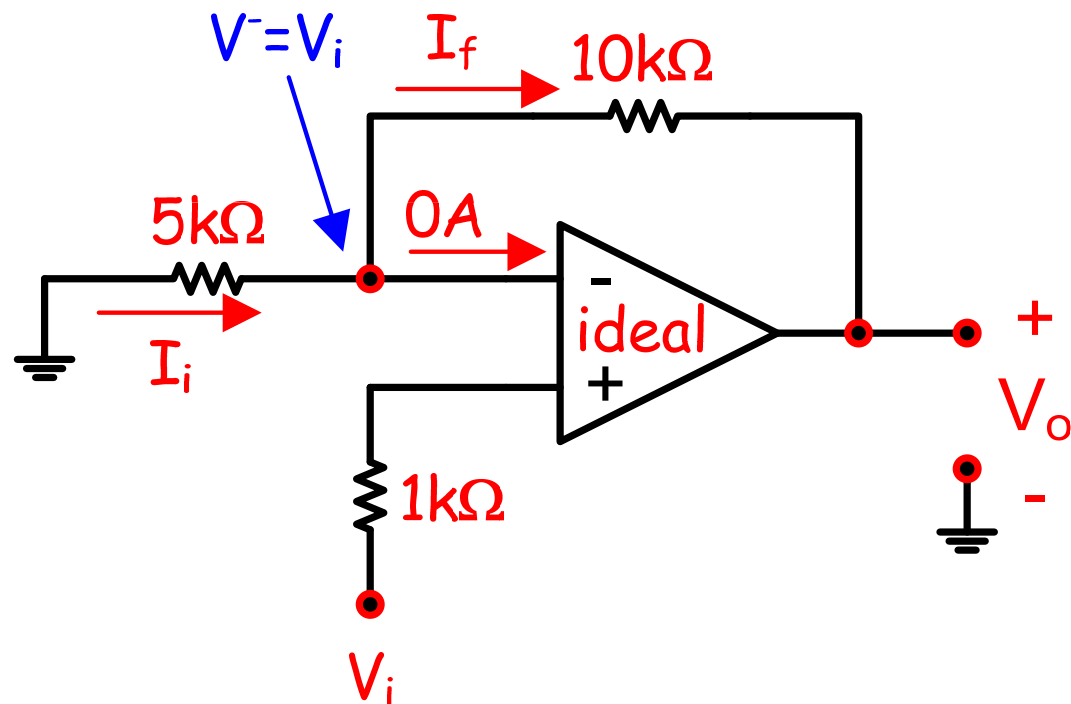 V⁻=Vᵢ
I_f
10kΩ
5kΩ
0A
-
ideal
Iᵢ
+
+
Vₒ
1kΩ
-
Vᵢ